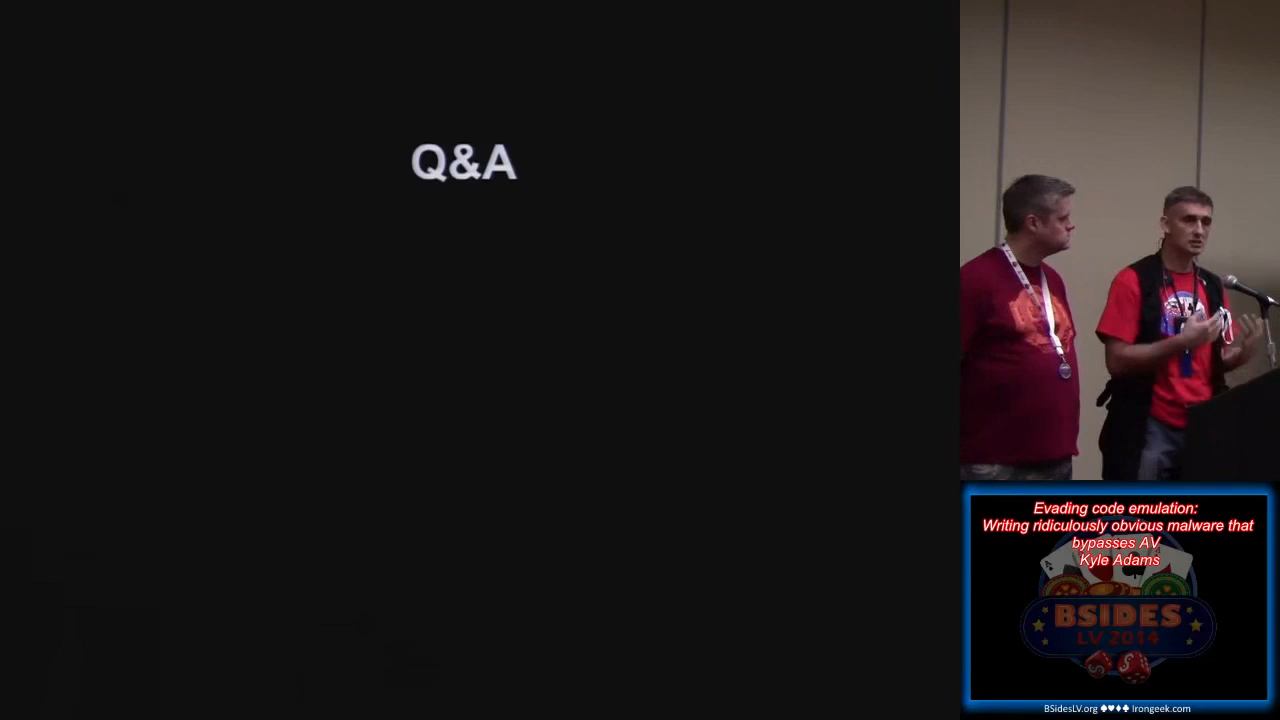 Q&A
Evading code emulation:
Writing ridiculously obvious malware that
bypasses AV
Kyle Adams
BSIDES
LV 2014
BSidesLV.org ♠♥♦♣ Irongeek.com